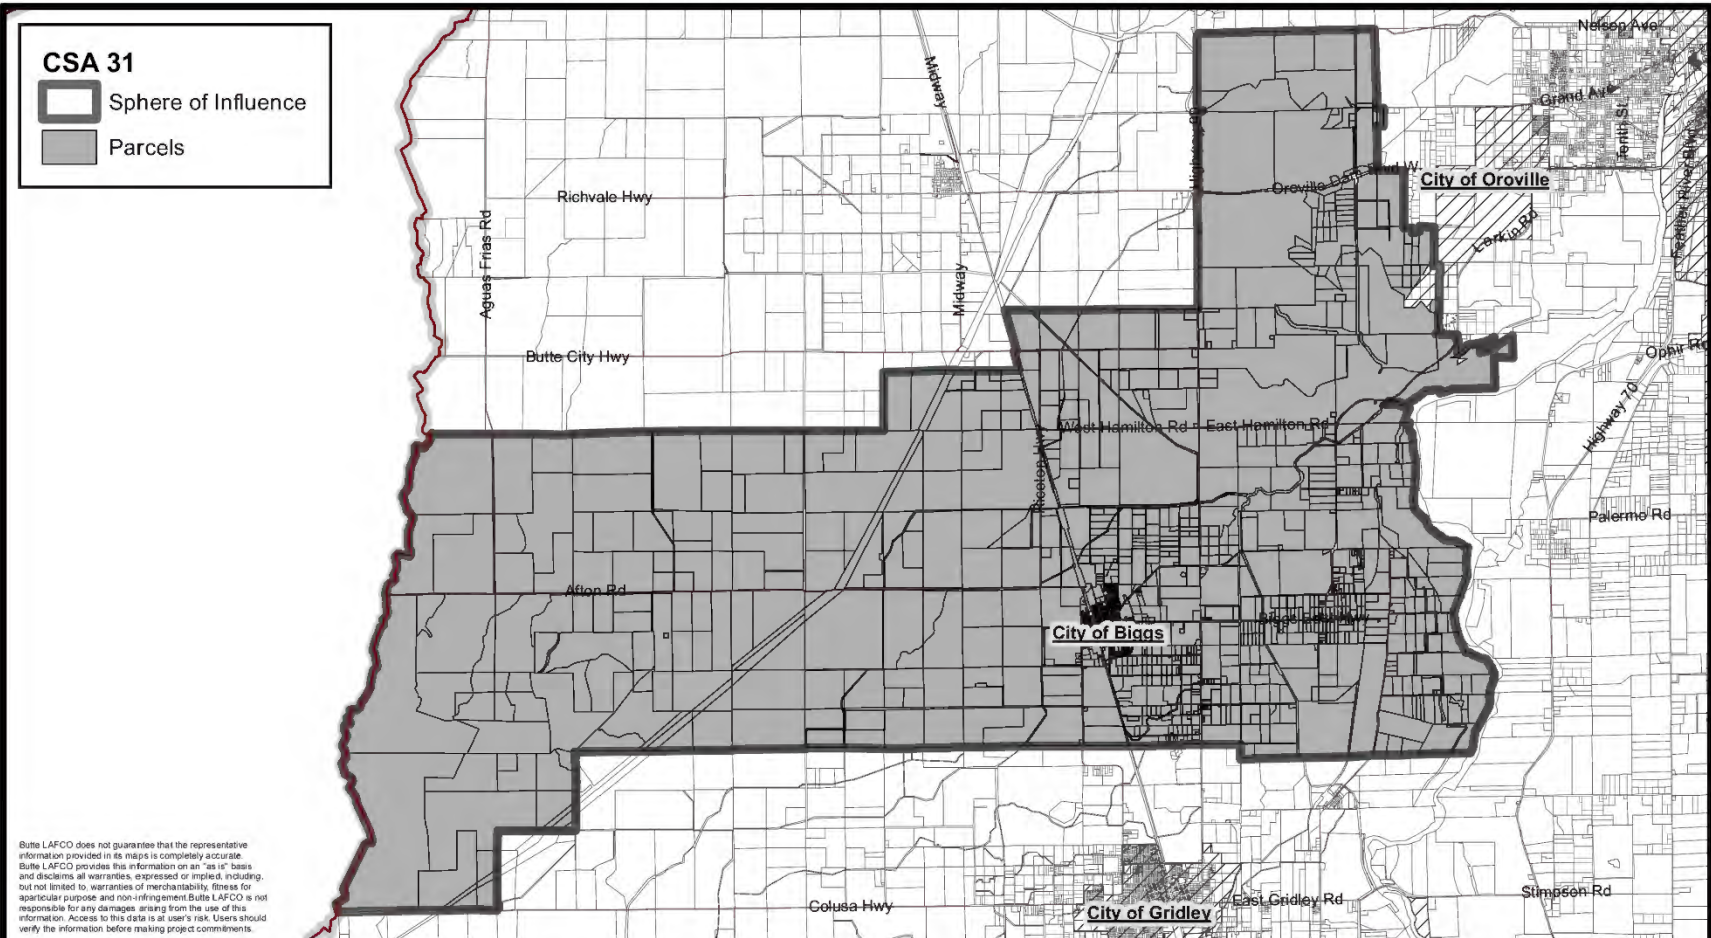 CSA 31
Sphere of Influence
Parcels
Nelson Ave
Midway
Grand Ave
Tenth St
Oroville Dam Blvd W
City of Oroville
Richvale Hwy
Aguas Frias Rd
Larkin Rd
Midway
Butte City Hwy
Ophir Rd
Highway 70
West Hamilton Rd
East Hamilton Rd
Riceton Hwy
Palermo Rd
Afton Rd
Biggs East Hwy
City of Biggs
Stimpson Rd
East Gridley Rd
Colusa Hwy
City of Gridley
Butte LAFCO does not guarantee that the representative
information provided in its maps is completely accurate.
Butte LAFCO provides this information on an "as is" basis
and disclaims all warranties, expressed or implied, including,
but not limited to, warranties of merchantability, fitness for
aparticular purpose and non-infringement.Butte LAFCO is not
responsible for any damages arising from the use of this
information. Access to this data is at user's risk. Users should
verify the information before making project commitments.